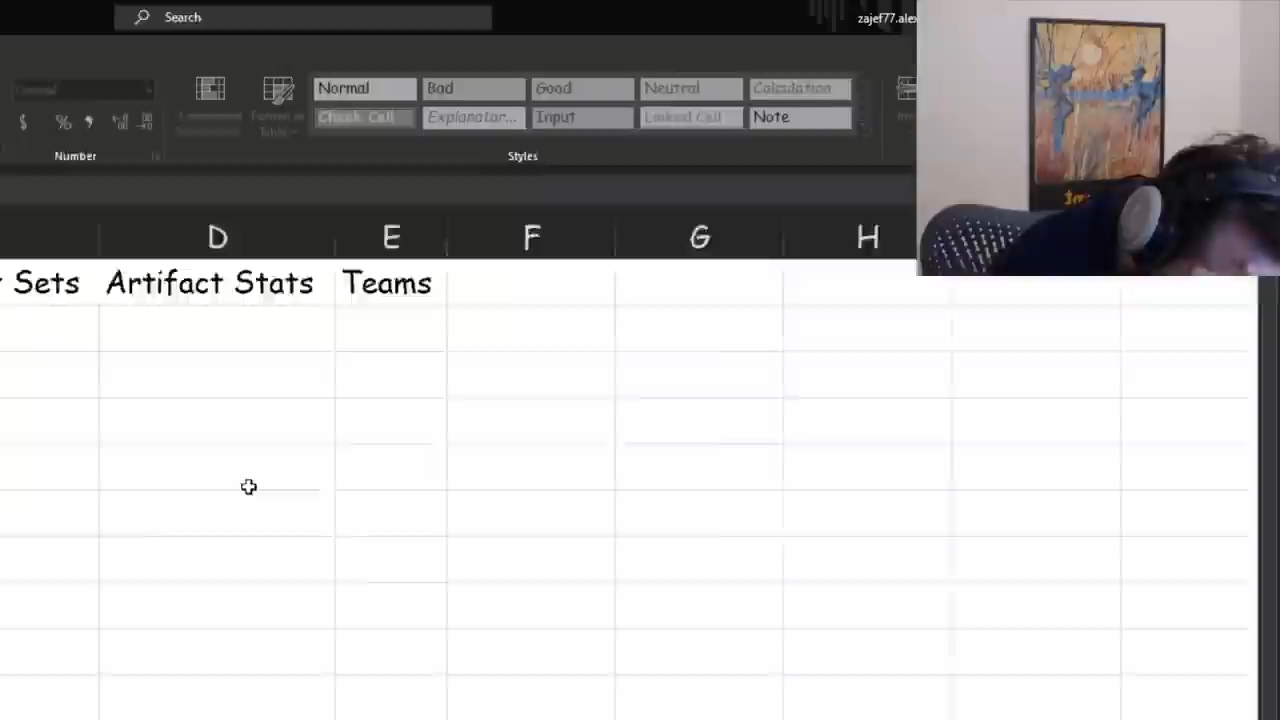 Search
zajef77.alex
Normal Bad Good Neutral Calculation
$ % Check Cell Explanator... Input Linked Cell Note
Number Styles
D E F G H
Sets Artifact Stats Teams